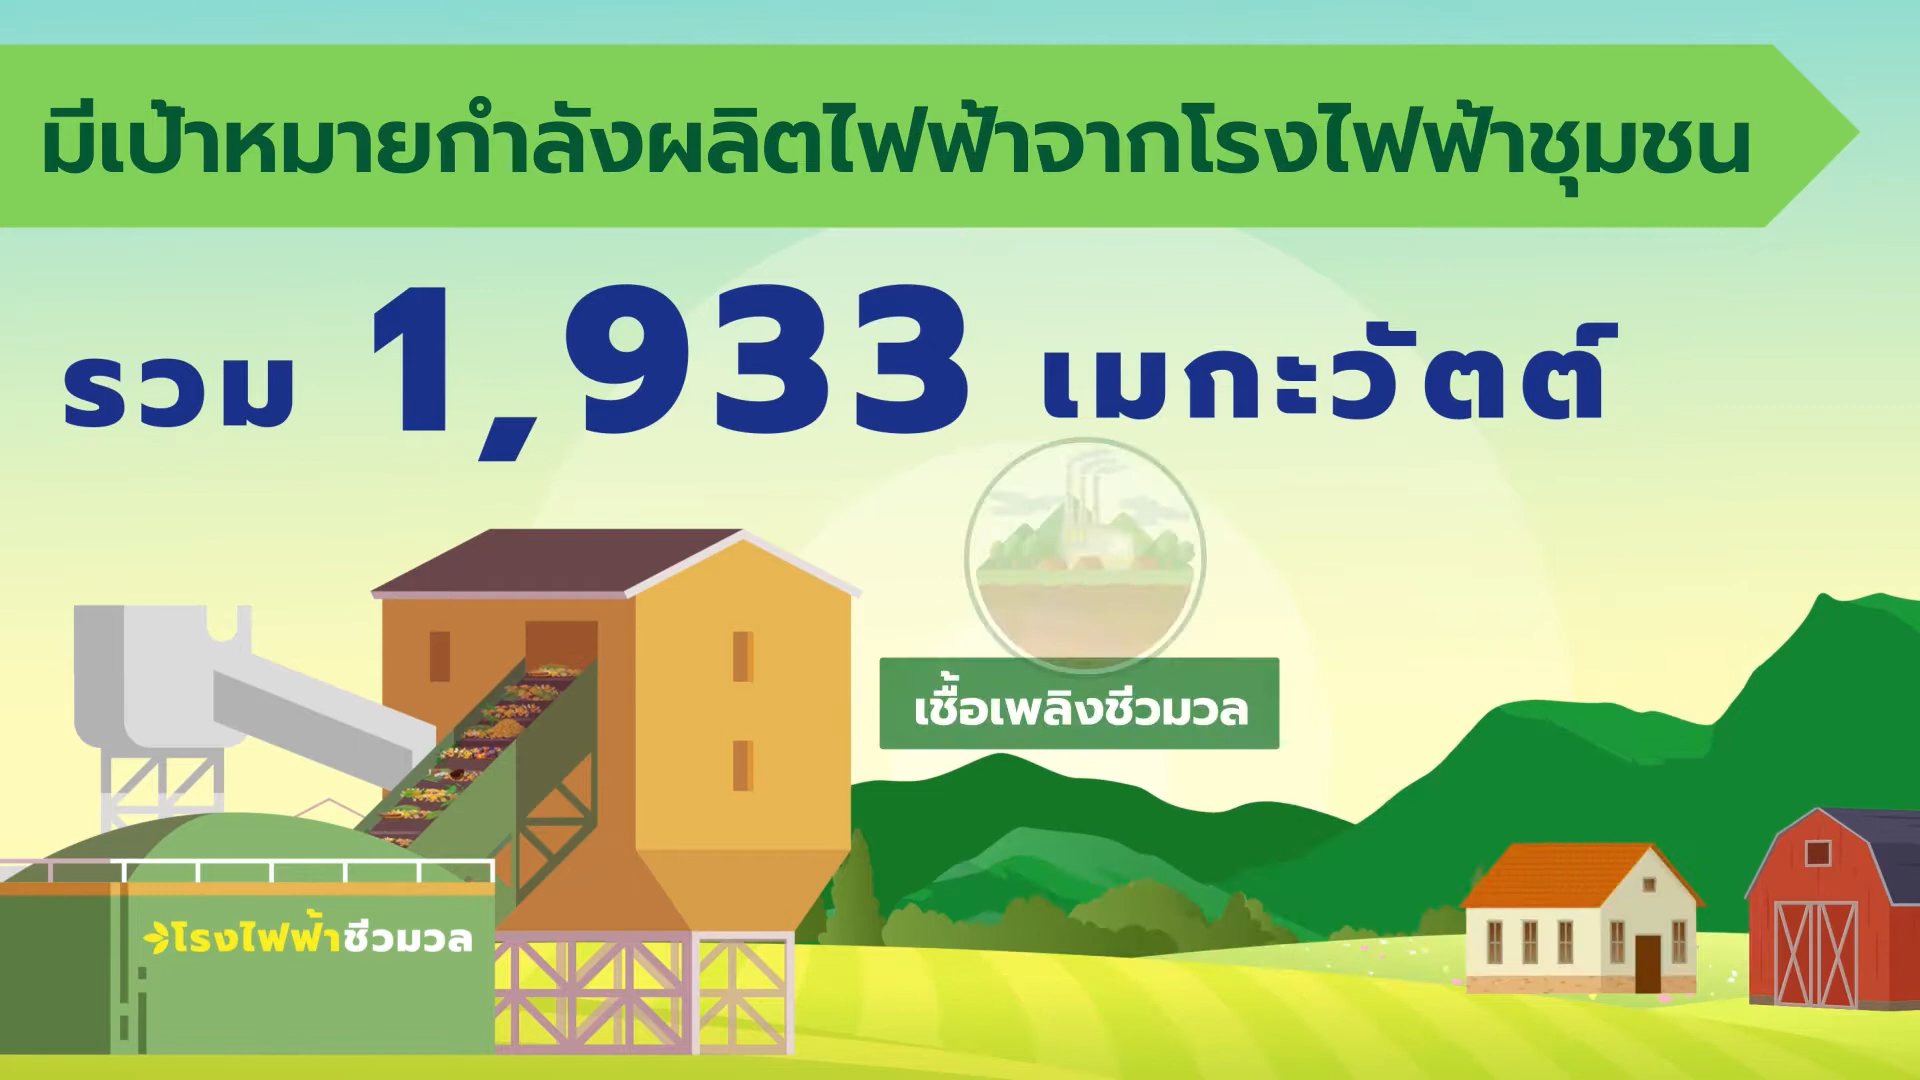 มีเป้าหมายกำลังผลิตไฟฟ้าจากโรงไฟฟ้าชุมชน
รวม 1,933 เมกะวัตต์
เชื้อเพลิงชีวมวล
โรงไฟฟ้าชีวมวล